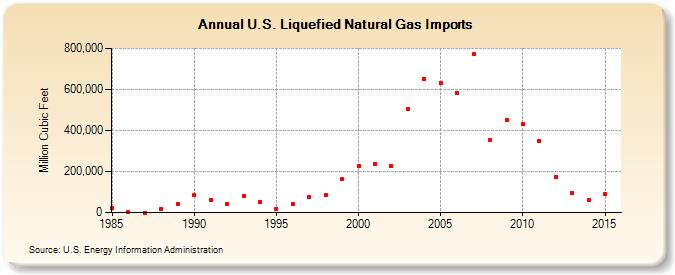 Annual U.S. Liquefied Natural Gas Imports
Million Cubic Feet
800,000
600,000
400,000
200,000
0
1985 1990 1995 2000 2005 2010 2015
Source: U.S. Energy Information Administration